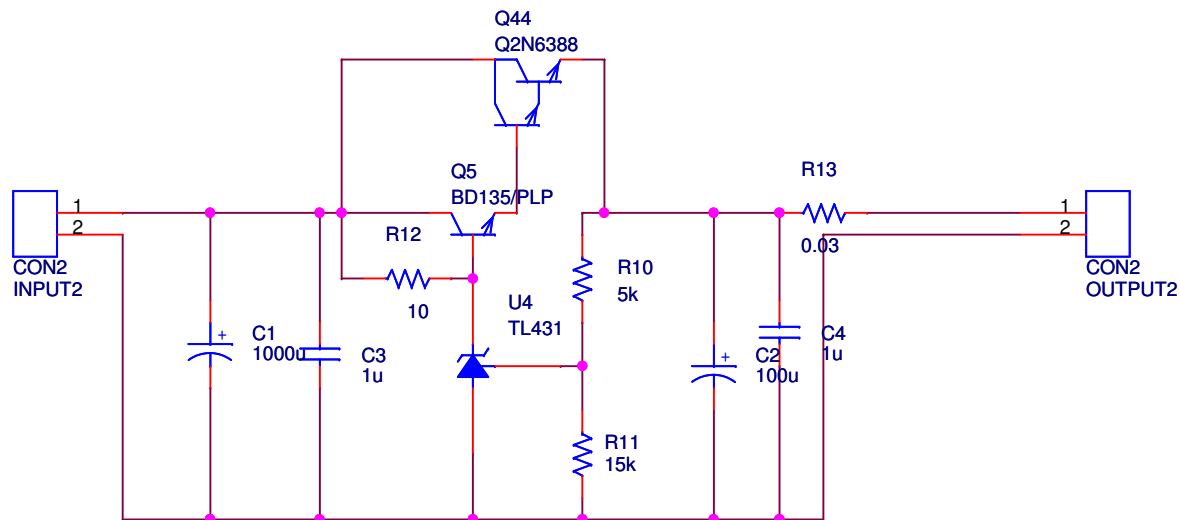 Q44
Q2N6388
Q5
BD135/PLP
R13
1
2
R12
0.03
1
2
CON2
INPUT2
R10
5k
CON2
OUTPUT2
10
U4
TL431
C1
1000u
C3
1u
C2
100u
C4
1u
R11
15k